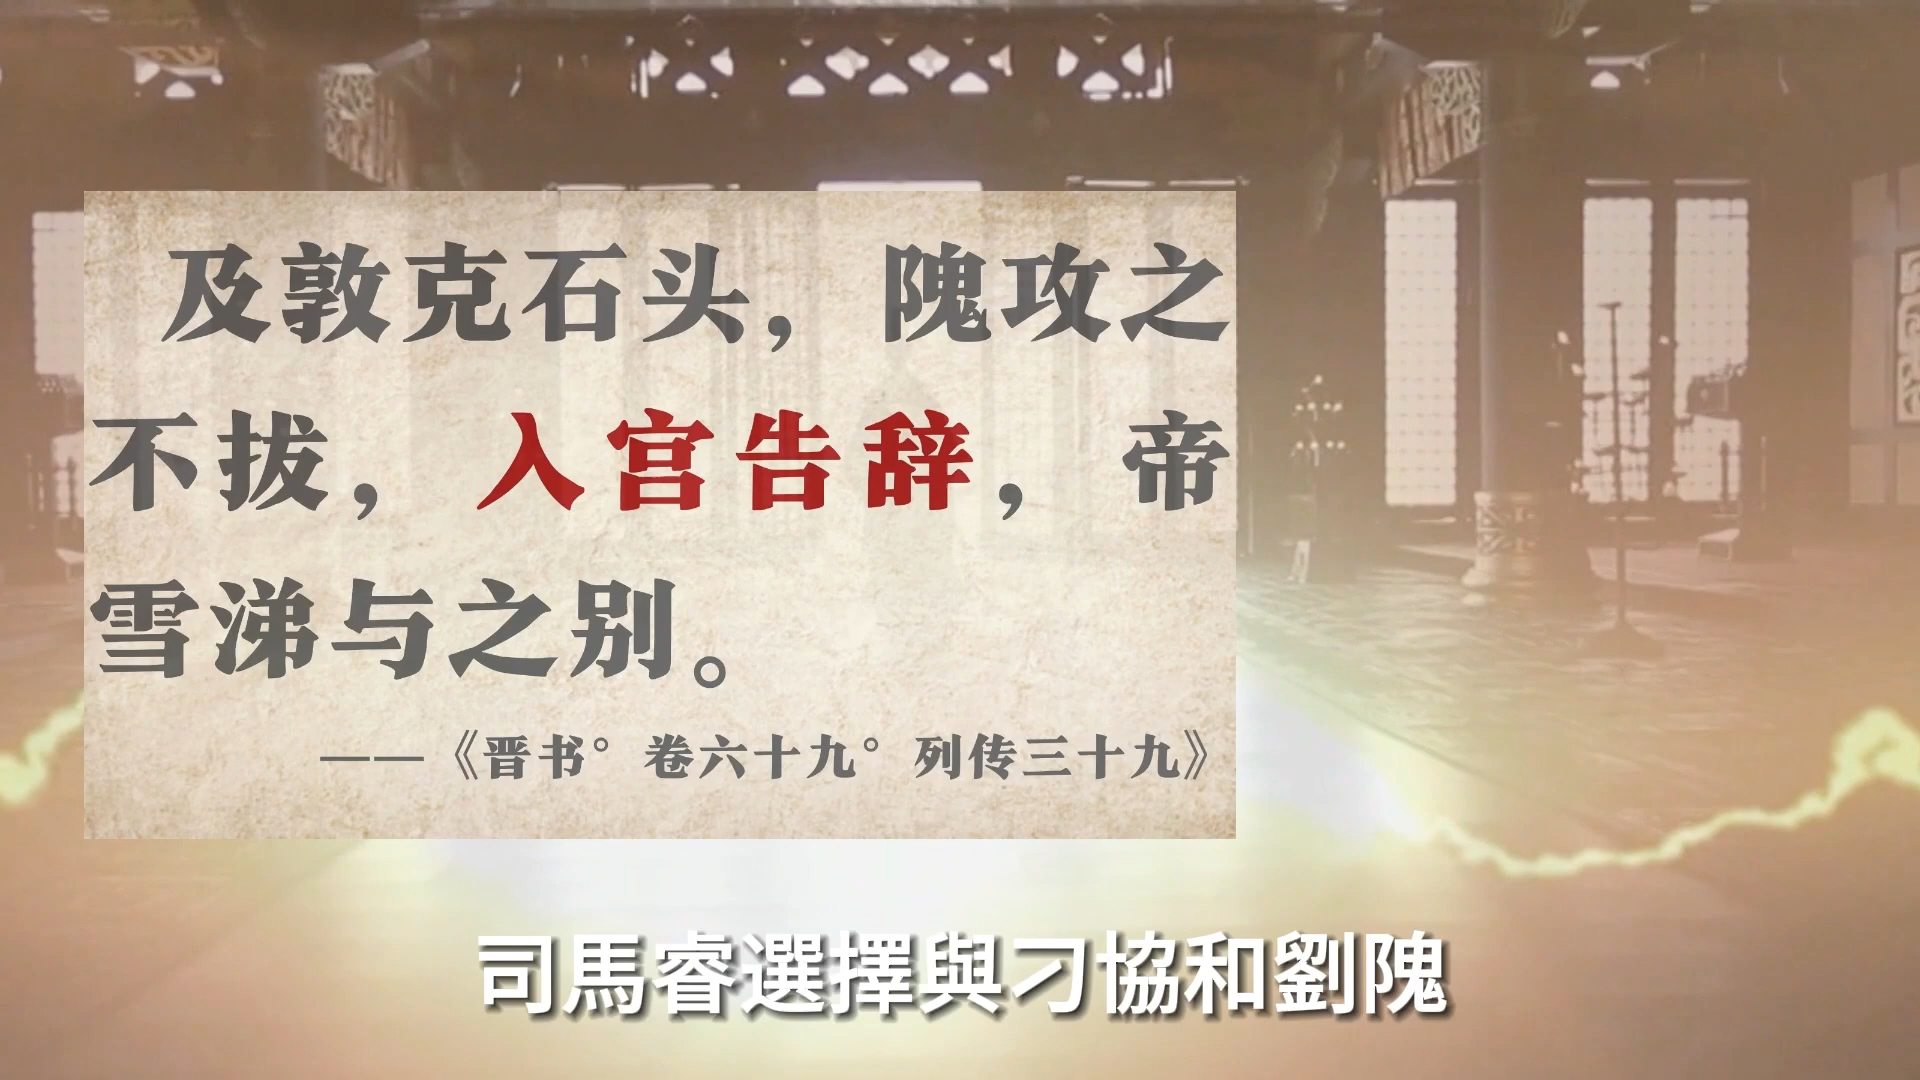 及敦克石头，隗攻之
不拔，入宫告辞，帝
雪涕与之别。
——《晋书°卷六十九°列传三十九》
司馬睿選擇與刁協和劉隗